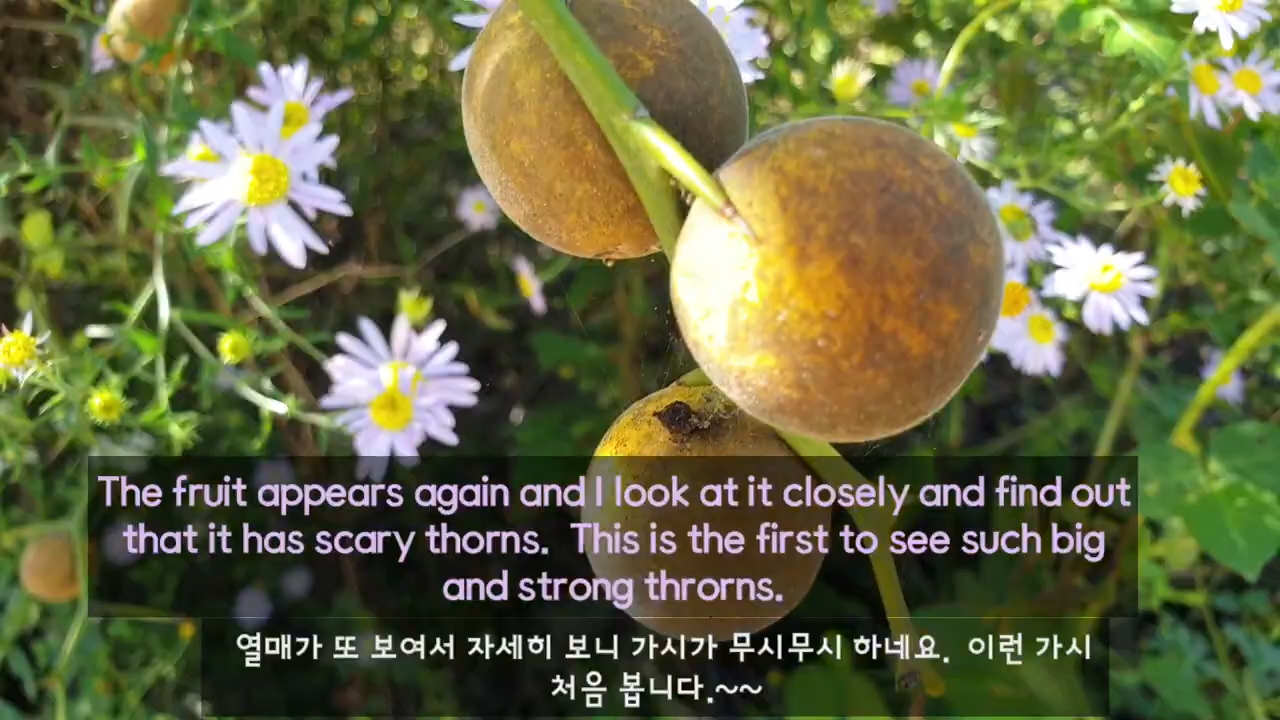 The fruit appears again and I look at it closely and find out
that it has scary thorns. This is the first to see such big
and strong throrns.
열매가 또 보여서 자세히 보니 가시가 무시무시 하네요. 이런 가시
처음 봅니다.~~